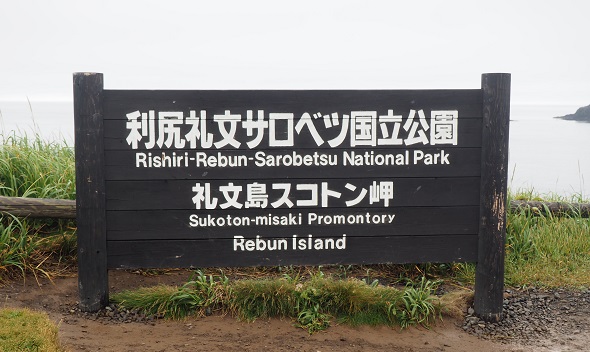 利尻礼文サロベツ国立公園
Rishiri-Rebun-Sarobetsu National Park
礼文島スコトン岬
Sukoton-misaki Promontory
Rebun island